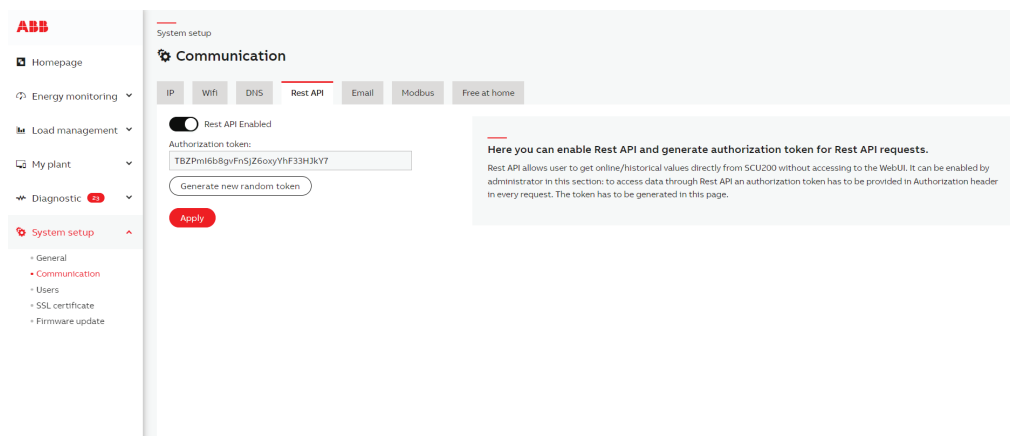 ABB
Homepage
Energy monitoring
Load management
My plant
Diagnostic 23
System setup
General
Communication
Users
SSL certificate
Firmware update
System setup
Communication
IP Wifi DNS Rest API Email Modbus Free at home
Rest API Enabled
Authorization token:
TBZPmI6b8gvFnSjZ6oxyYhF33HJkY7
Generate new random token
Apply
Here you can enable Rest API and generate authorization token for Rest API requests.
Rest API allows user to get online/historical values directly from SCU200 without accessing to the WebUI. It can be enabled by
administrator in this section: to access data through Rest API an authorization token has to be provided in Authorization header
in every request. The token has to be generated in this page.